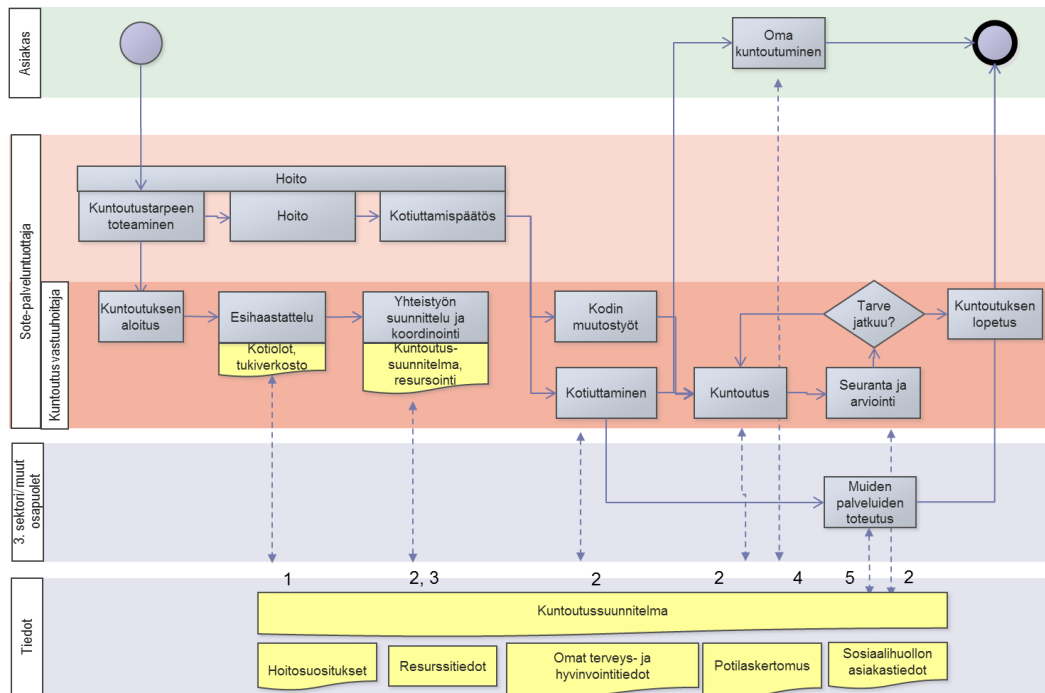 Asiakas
Oma
kuntoutuminen
Sote-palveluntuottaja
Hoito
Kuntoutustarpeen
toteaminen
Hoito
Kotiuttamispäätös
Kuntoutus vastuuhoitaja
Kuntoutuksen
aloitus
Esihaastattelu
Kotiolot,
tukiverkosto
Yhteistyön
suunnittelu ja
koordinointi
Kuntoutus-
suunnitelma,
resursointi
Kodin
muutostyöt
Kotiuttaminen
Kuntoutus
Tarve
jatkuu?
Seuranta ja
arviointi
Kuntoutuksen
lopetus
3. sektori/ muut
osapuolet
Muiden
palveluiden
toteutus
Tiedot
1
2, 3
2
2
4
5
2
Kuntoutussuunnitelma
Hoitosuositukset
Resurssitiedot
Omat terveys- ja
hyvinvointitiedot
Potilaskertomus
Sosiaalihuollon
asiakastiedot